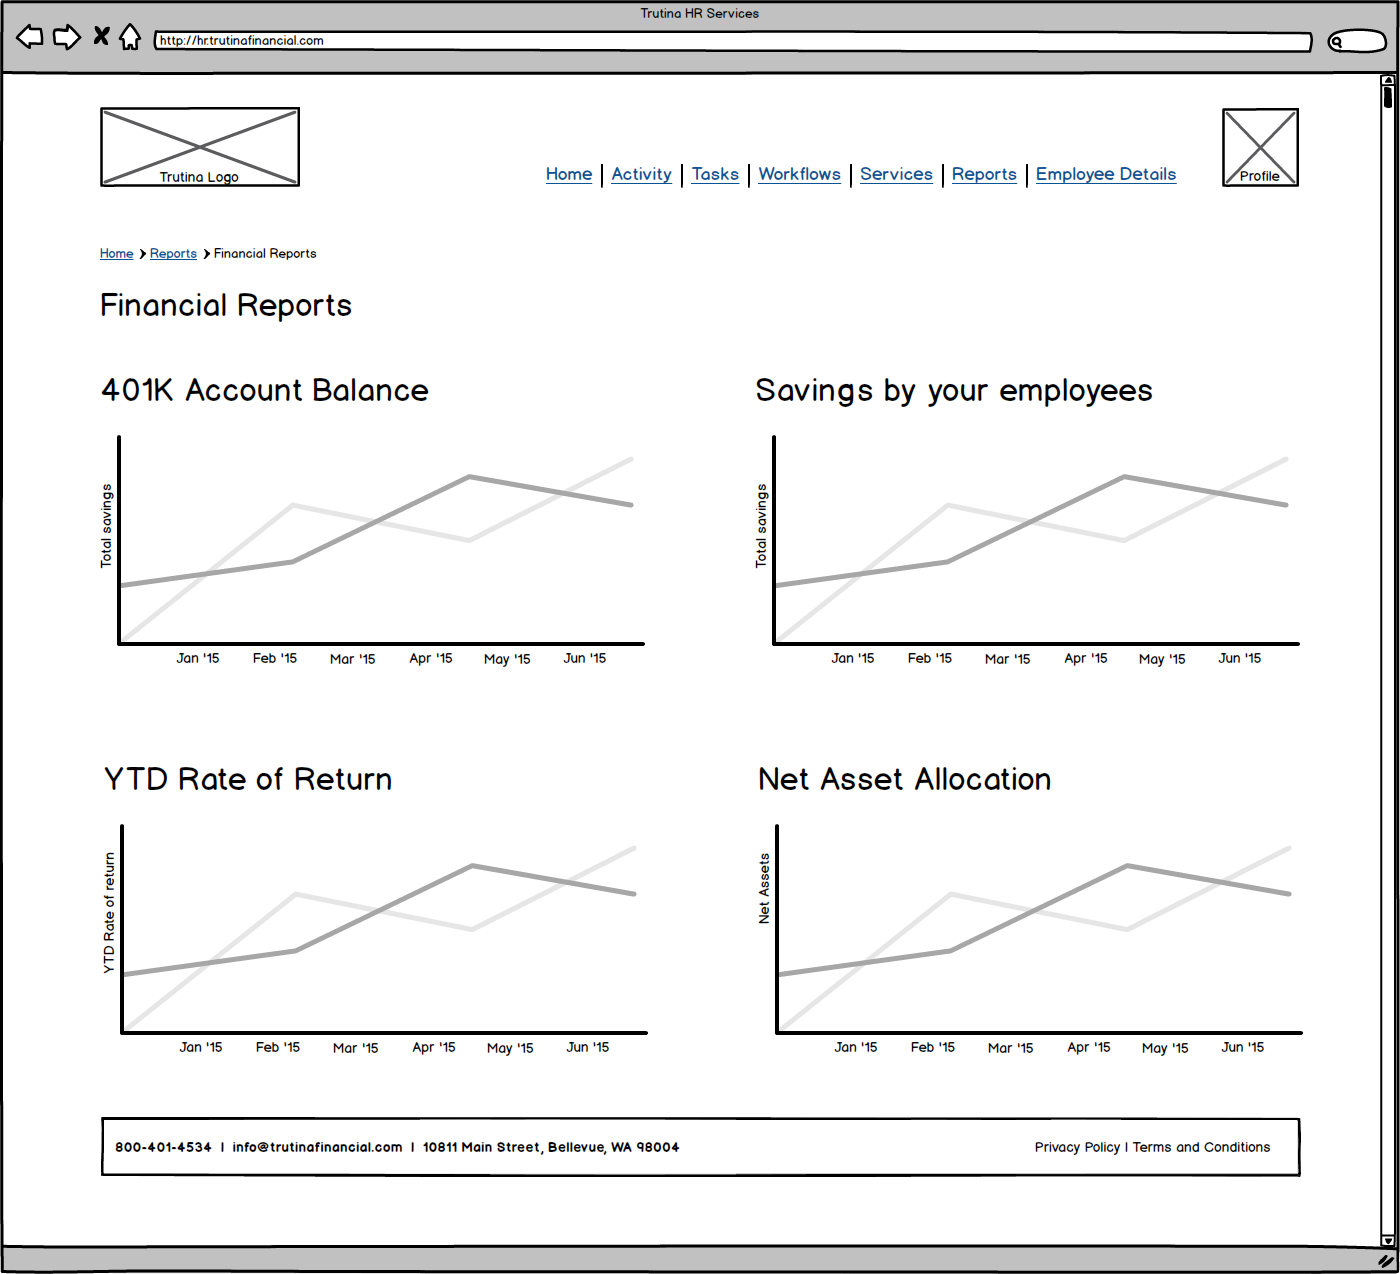 Trutina HR Services
http://hr.trutinafinancial.com
Trutina Logo
Home | Activity | Tasks | Workflows | Services | Reports | Employee Details
Profile
Home > Reports > Financial Reports
Financial Reports
401K Account Balance
Total savings
Jan '15 Feb '15 Mar '15 Apr '15 May '15 Jun '15
Savings by your employees
Total savings
Jan '15 Feb '15 Mar '15 Apr '15 May '15 Jun '15
YTD Rate of Return
YTD Rate of return
Jan '15 Feb '15 Mar '15 Apr '15 May '15 Jun '15
Net Asset Allocation
Net Assets
Jan '15 Feb '15 Mar '15 Apr '15 May '15 Jun '15
800-401-4534 | info@trutinafinancial.com | 10811 Main Street, Bellevue, WA 98004
Privacy Policy | Terms and Conditions